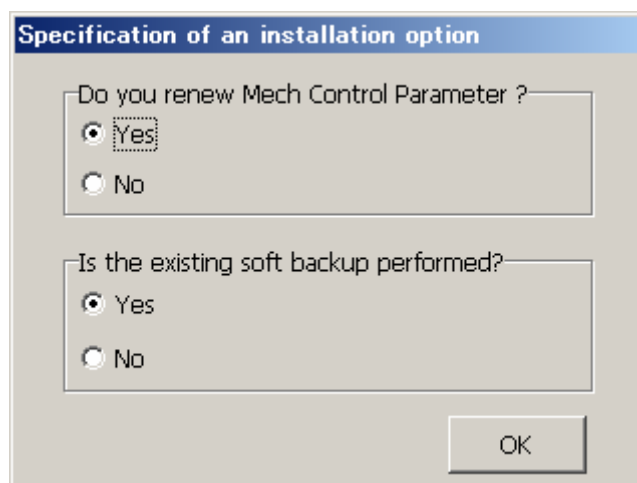 Specification of an installation option
Do you renew Mech Control Parameter ?
Yes
No
Is the existing soft backup performed?
Yes
No
OK